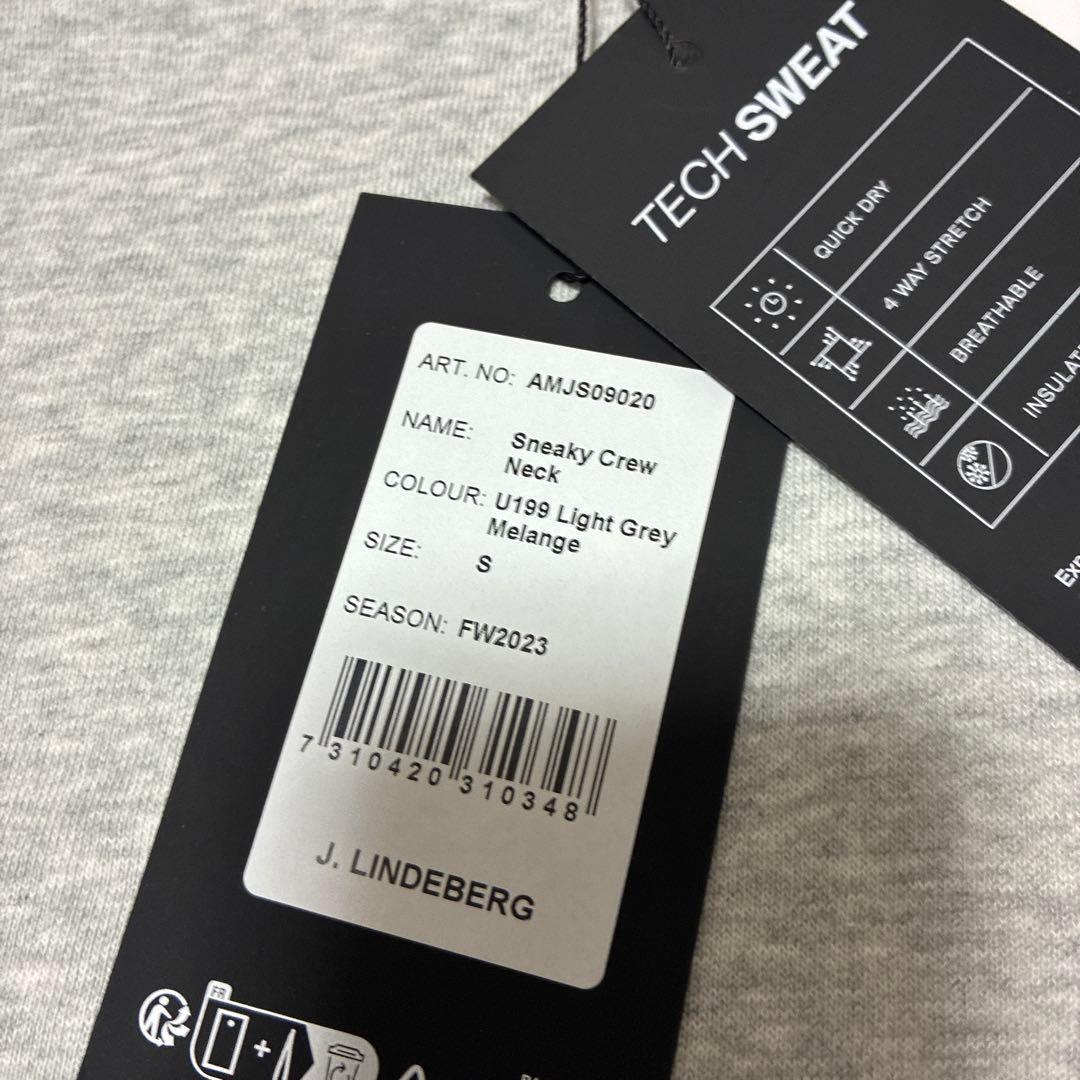 TECH SWEAT
QUICK DRY
4 WAY STRETCH
BREATHABLE
ART. NO: AMJS09020
NAME: Sneaky Crew
Neck
COLOUR: U199 Light Grey
Melange
SIZE: S
SEASON: FW2023
7 310420 310348
J. LINDEBERG
FR
+